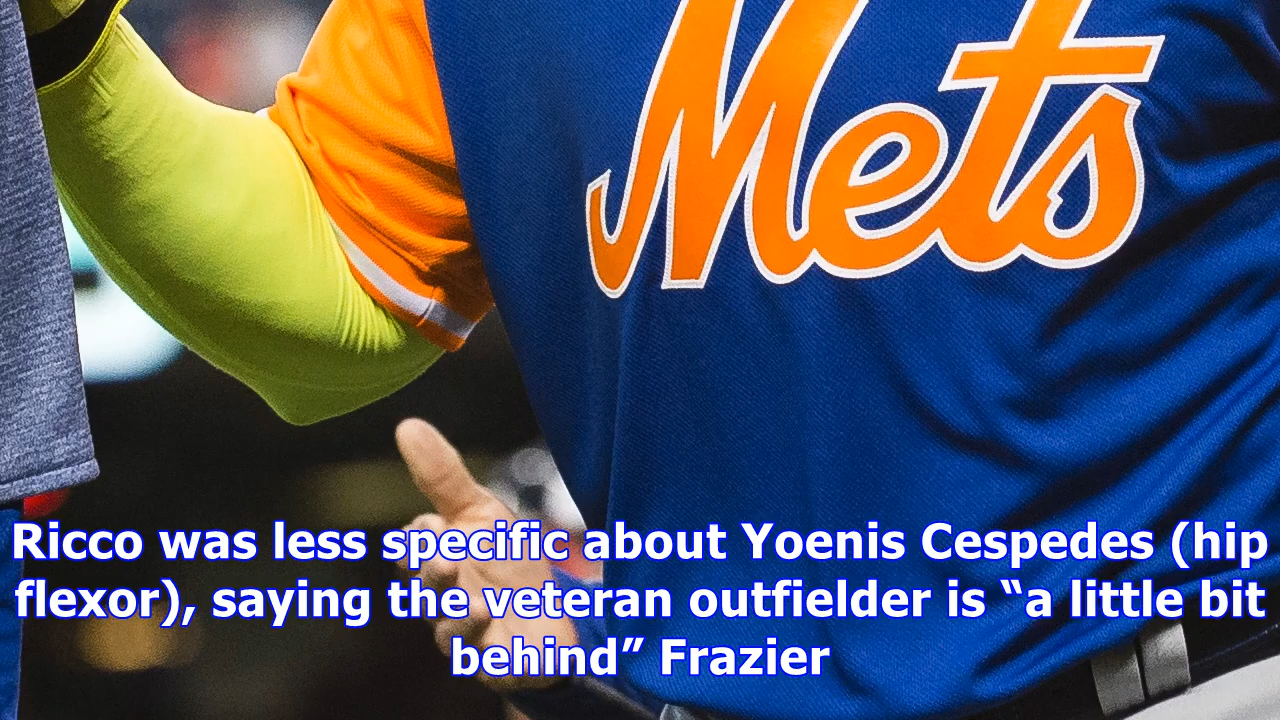 Mets
Ricco was less specific about Yoenis Cespedes (hip
flexor), saying the veteran outfielder is “a little bit
behind” Frazier